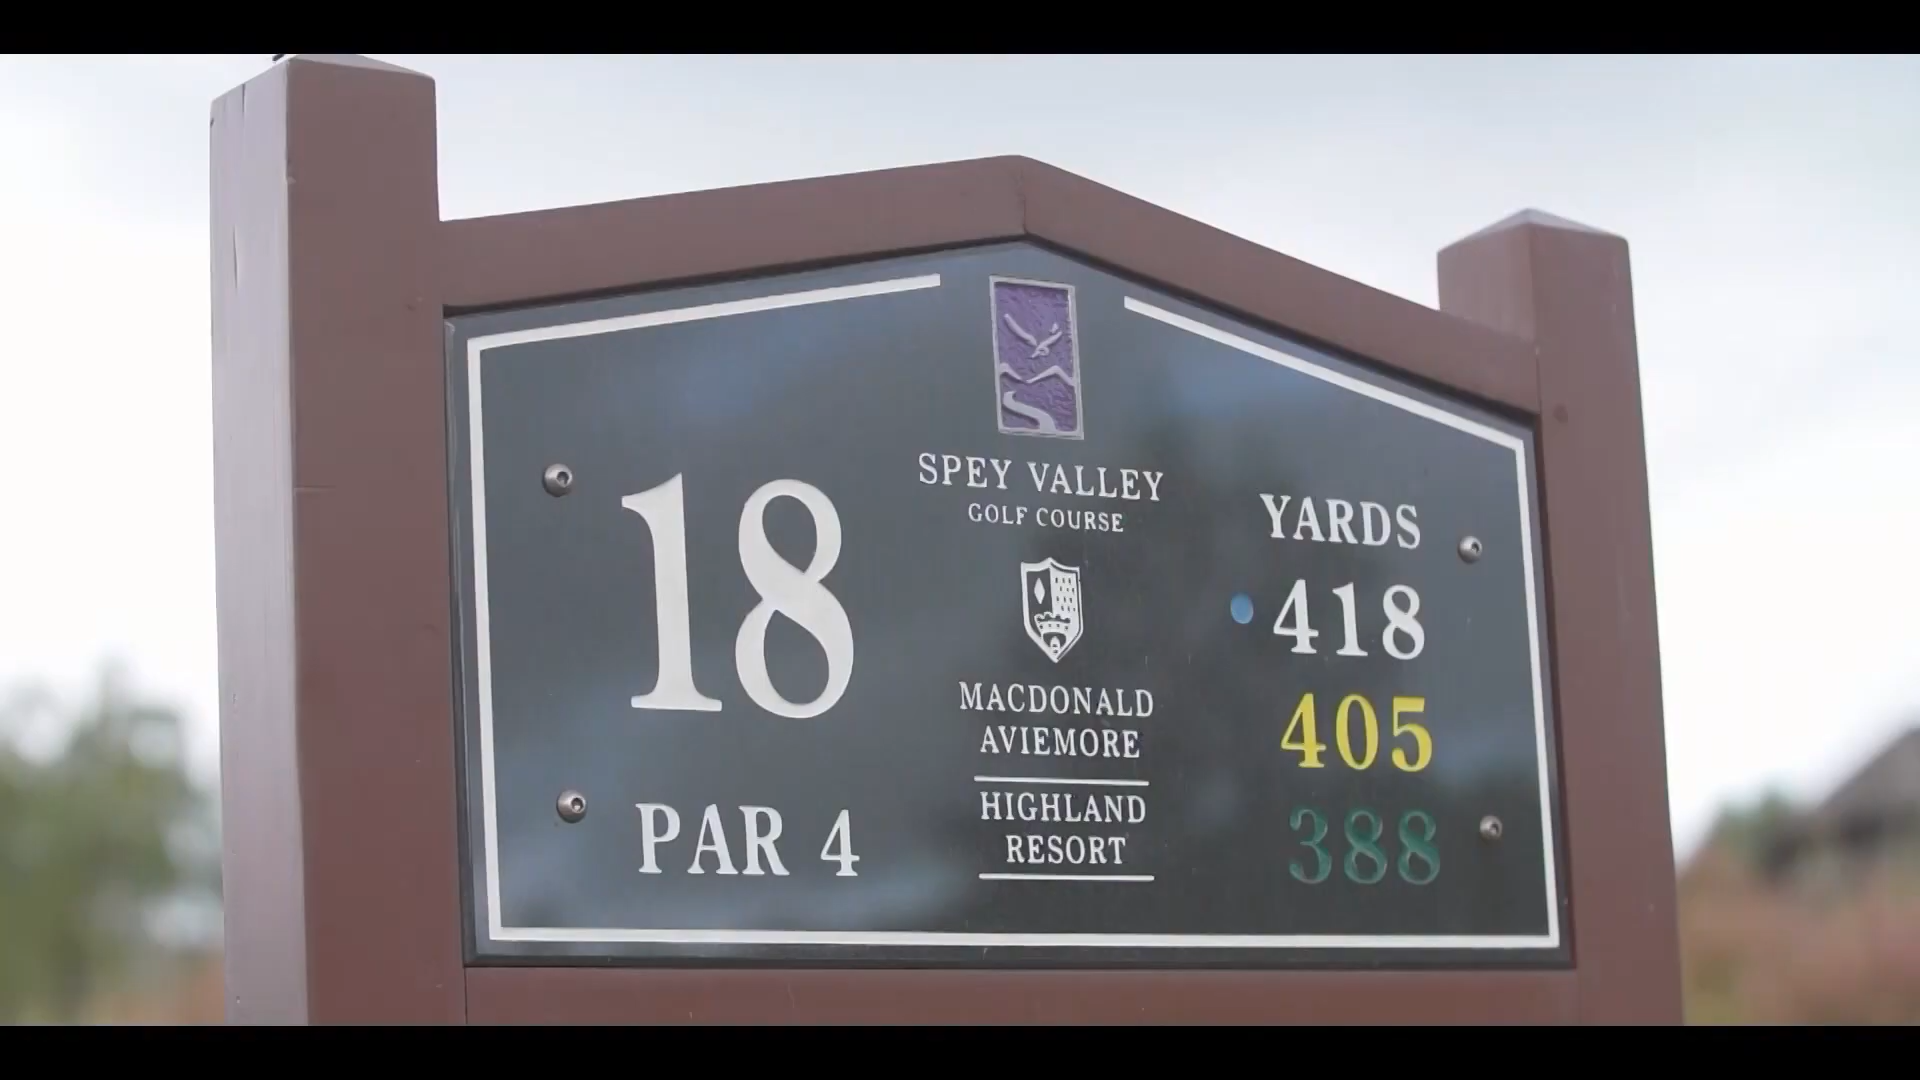 18
PAR 4
SPEY VALLEY
GOLF COURSE
MACDONALD
AVIEMORE
HIGHLAND
RESORT
YARDS
418
405
388